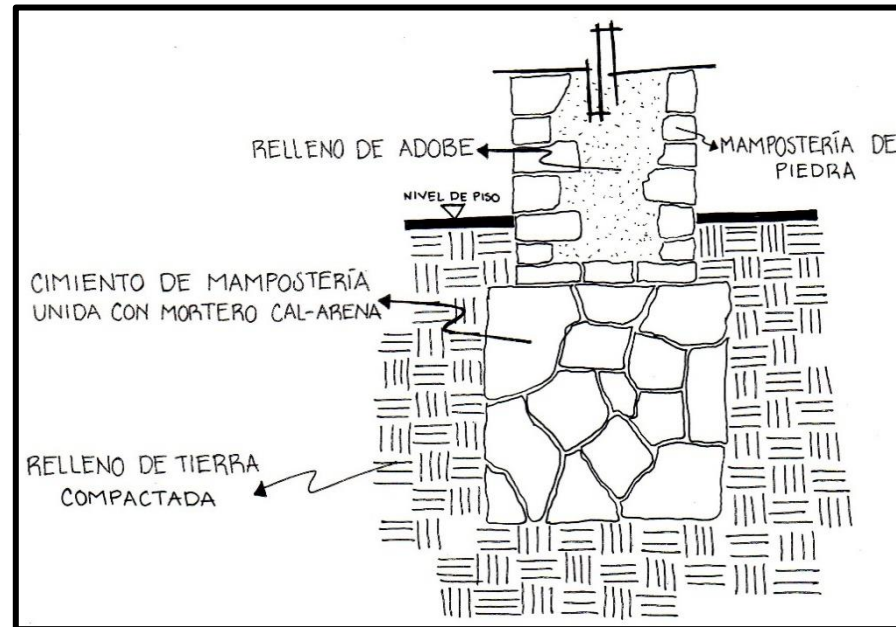 RELLENO DE ADOBE
MAMPOSTERÍA DE
PIEDRA
NIVEL DE PISO
CIMIENTO DE MAMPOSTERÍA
UNIDA CON MORTERO CAL-ARENA
RELLENO DE TIERRA
COMPACTADA